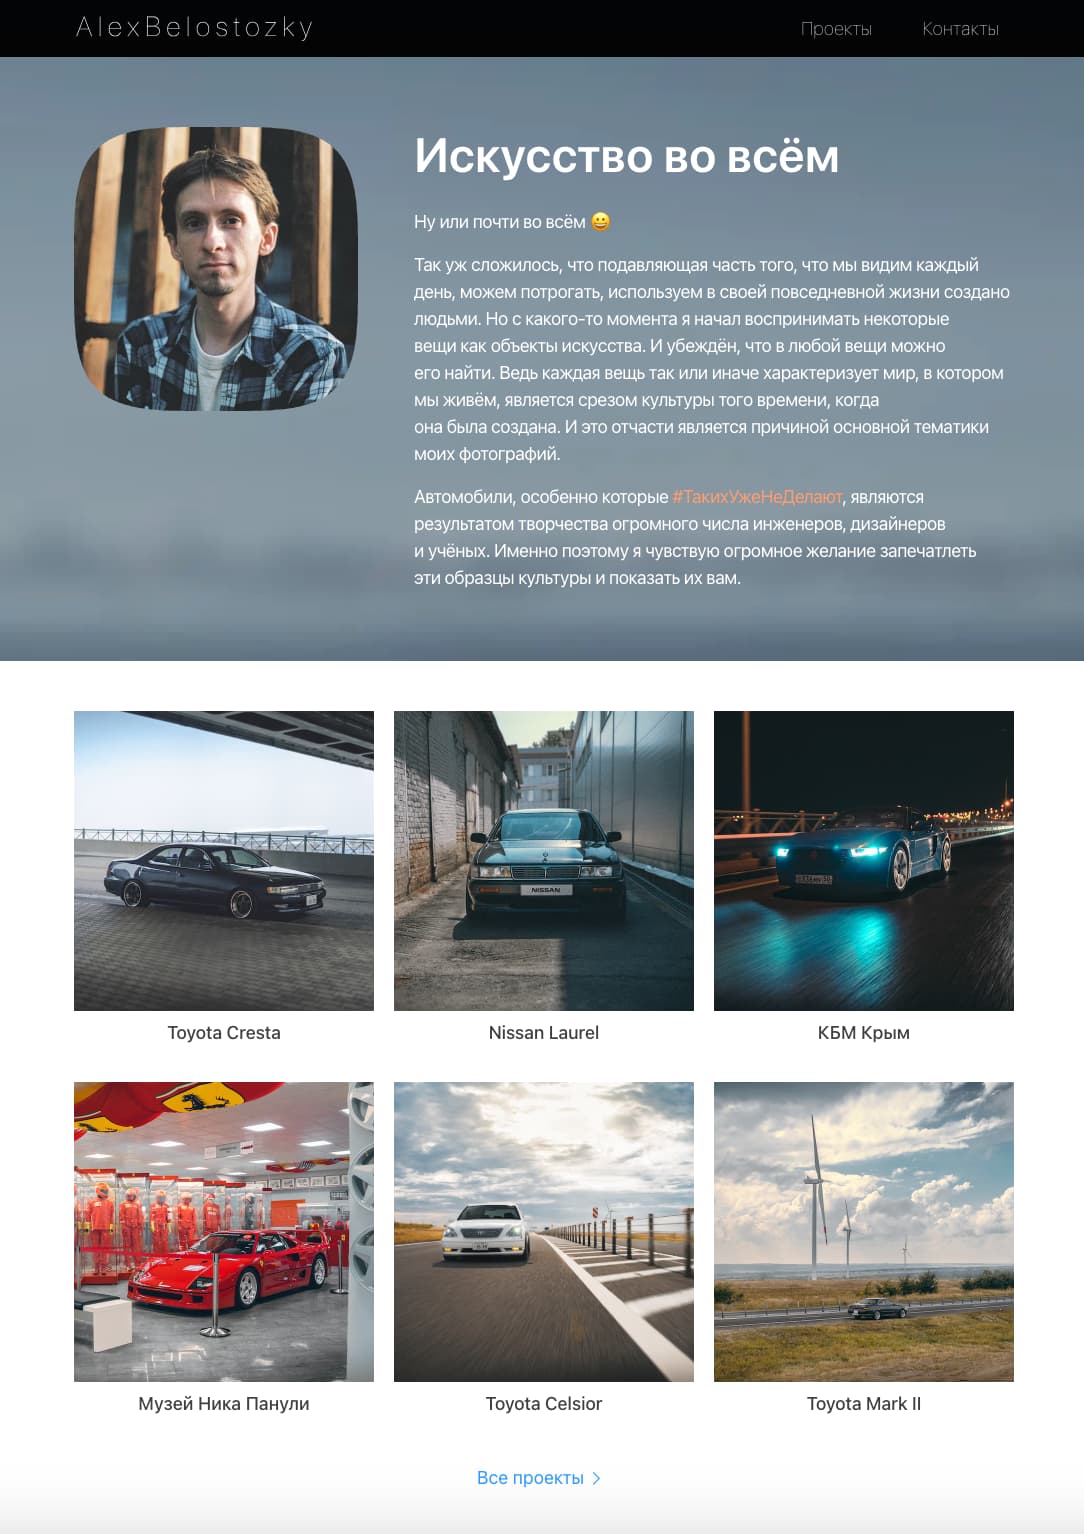 AlexBelostozky
Проекты Контакты
Искусство во всём
Ну или почти во всём 😀
Так уж сложилось, что подавляющая часть того, что мы видим каждый
день, можем потрогать, используем в своей повседневной жизни создано
людьми. Но с какого-то момента я начал воспринимать некоторые
вещи как объекты искусства. И убеждён, что в любой вещи можно
его найти. Ведь каждая вещь так или иначе характеризует мир, в котором
мы живём, является срезом культуры того времени, когда
она была создана. И это отчасти является причиной основной тематики
моих фотографий.
Автомобили, особенно которые #ТакихУжеНеДелают, являются
результатом творчества огромного числа инженеров, дизайнеров
и учёных. Именно поэтому я чувствую огромное желание запечатлеть
эти образцы культуры и показать их вам.
NISSAN
Toyota Cresta
Nissan Laurel
КБМ Крым
Музей Ника Панули
Toyota Celsior
Toyota Mark II
Все проекты >